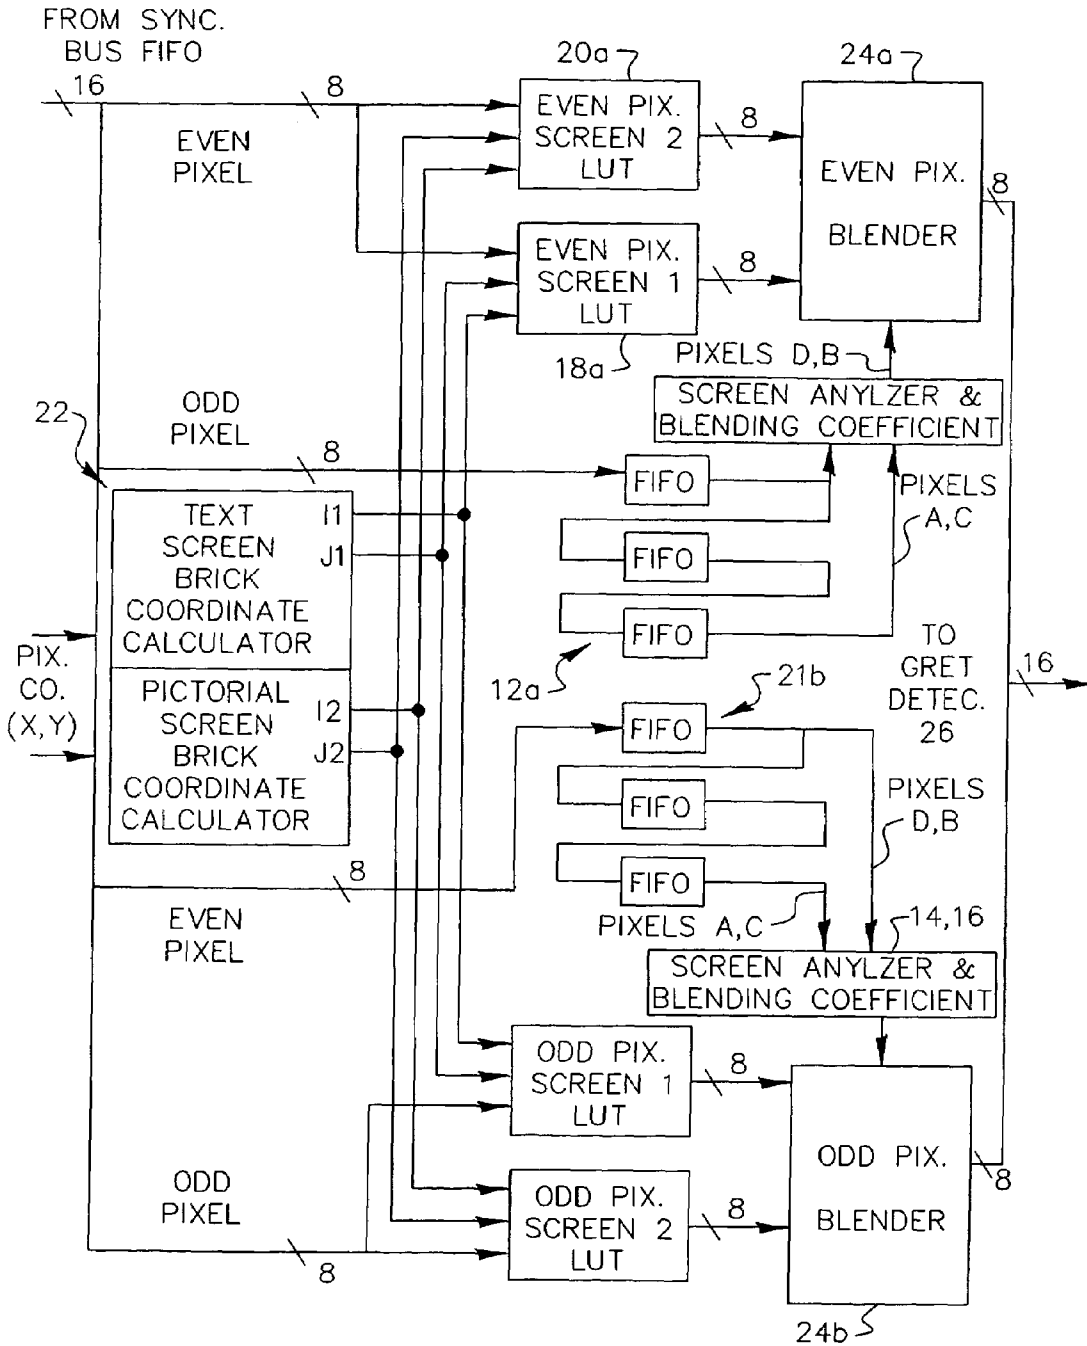 FROM SYNC.
BUS FIFO
16
8
EVEN
PIXEL
20a
EVEN PIX.
SCREEN 2
LUT
8
24a
EVEN PIX.
BLENDER
8
EVEN PIX.
SCREEN 1
LUT
8
18a
PIXELS D,B
SCREEN ANYLZER &
BLENDING COEFFICIENT
22
ODD
PIXEL
8
FIFO
PIXELS
A,C
TEXT
SCREEN
BRICK
COORDINATE
CALCULATOR
I1
J1
FIFO
FIFO
12a
PIX.
CO.
(X,Y)
PICTORIAL
SCREEN
BRICK
COORDINATE
CALCULATOR
I2
J2
TO
GRET
DETEC.
26
16
21b
FIFO
FIFO
FIFO
PIXELS
D,B
8
EVEN
PIXEL
PIXELS A,C
14,16
SCREEN ANYLZER &
BLENDING COEFFICIENT
ODD PIX.
SCREEN 1
LUT
8
ODD PIX.
BLENDER
8
ODD
PIXEL
8
ODD PIX.
SCREEN 2
LUT
8
24b